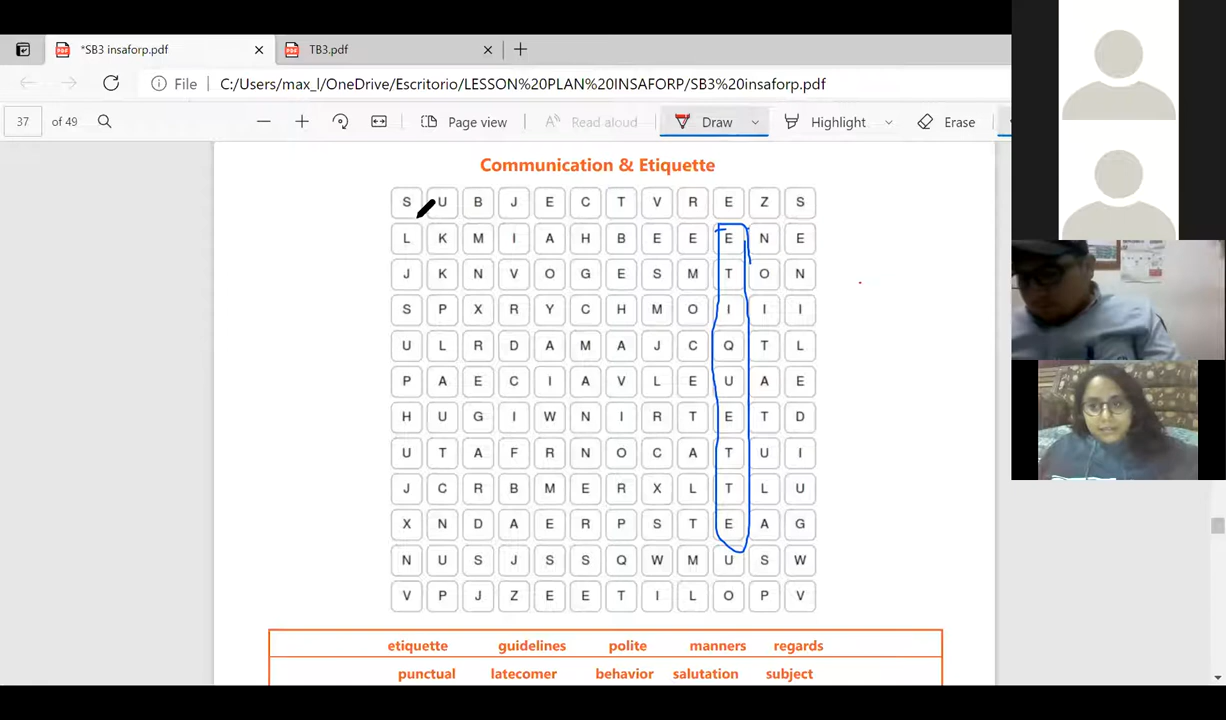 *SB3 insaforp.pdf
TB3.pdf
File C:/Users/max_l/OneDrive/Escritorio/LESSON%20PLAN%20INSAFORP/SB3%20insaforp.pdf
37 of 49 Page view Read aloud Draw Highlight Erase
Communication & Etiquette
S U B J E C T V R E Z S
L K M I A H B E E E N E
J K N V O G E S M T O N
S P X R Y C H M O I I I
U L R D A M A J C Q T L
P A E C I A V L E U A E
H U G I W N I R T E T D
U T A F R N O C A T U I
J C R B M E R X L T L U
X N D A E R P S T E A G
N U S J S S Q W M U S W
V P J Z E E T I L O P V
etiquette guidelines polite manners regards
punctual latecomer behavior salutation subject